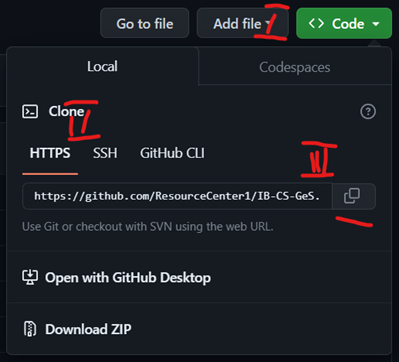 Go to file Add file I <> Code
Local Codespaces
Clone
II
HTTPS SSH GitHub CLI
III
https://github.com/ResourceCenter1/IB-CS-GeS.
Use Git or checkout with SVN using the web URL.
Open with GitHub Desktop
Download ZIP